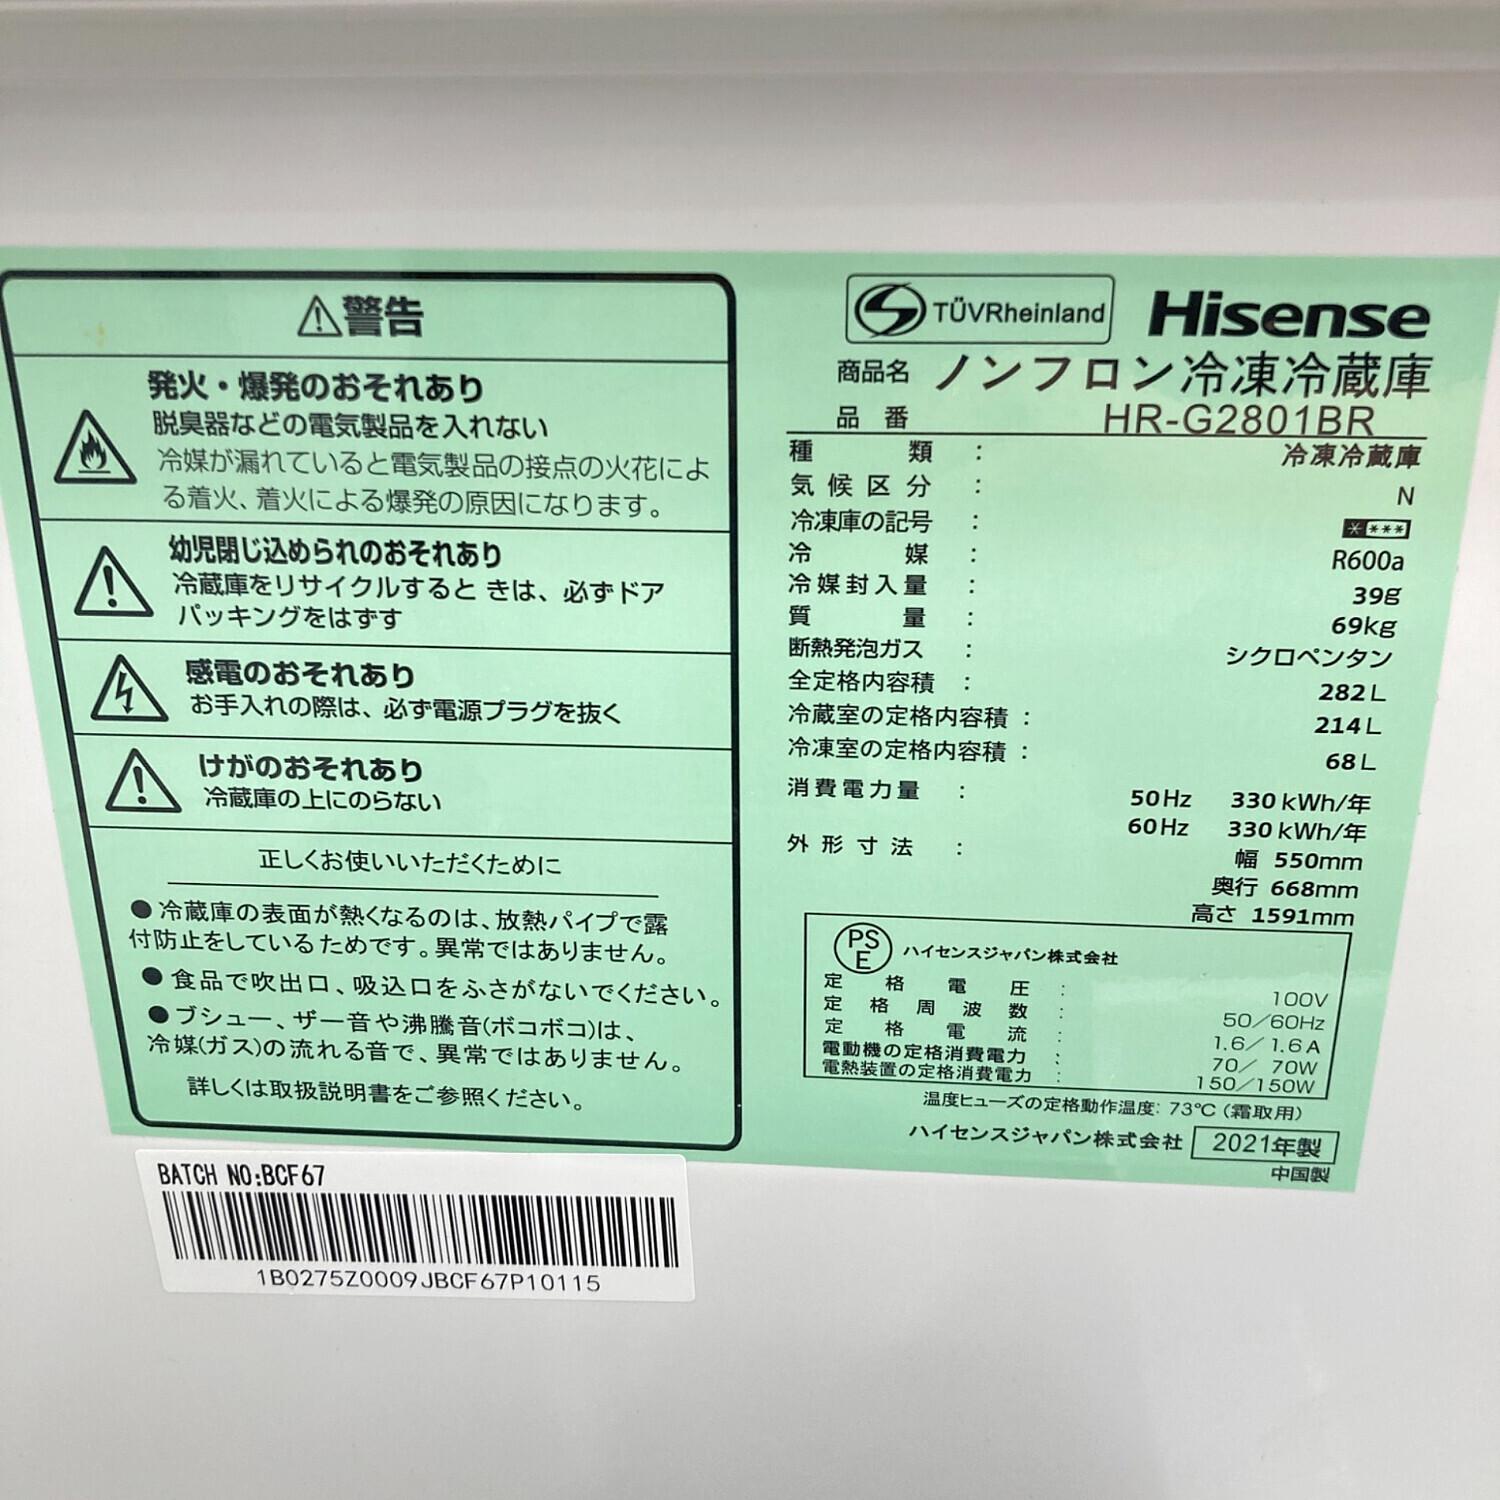 警告
発火・爆発のおそれあり
脱臭器などの電気製品を入れない
冷媒が漏れていると電気製品の接点の火花によ
る着火、着火による爆発の原因になります。
幼児閉じ込められのおそれあり
冷蔵庫をリサイクルすると きは、必ずドア
パッキングをはずす
感電のおそれあり
お手入れの際は、必ず電源プラグを抜く
けがのおそれあり
冷蔵庫の上にのらない
正しくお使いいただくために
●冷蔵庫の表面が熱くなるのは、放熱パイプで露
付防止をしているためです。異常ではありません。
●食品で吹出口、吸込口をふさがないでください。
●ブシュー、ザー音や沸騰音(ボコボコ)は、
冷媒(ガス)の流れる音で、異常ではありません。
詳しくは取扱説明書をご参照ください。
TÜVRheinland
Hisense
商品名 ノンフロン冷凍冷蔵庫
品番 HR-G2801BR
種類 : 冷凍冷蔵庫
気候区分 : N
冷凍庫の記号 : ****
冷媒 : R600a
冷媒封入量 : 39g
質量 : 69kg
断熱発泡ガス : シクロペンタン
全定格内容積 : 282L
冷蔵室の定格内容積 : 214L
冷凍室の定格内容積 : 68L
消費電力量 : 50Hz 330kWh/年
60Hz 330kWh/年
外形寸法 : 幅 550mm
奥行 668mm
高さ 1591mm
PSE ハイセンスジャパン株式会社
定格電圧 : 100V
定格周波数 : 50/60Hz
定格電流 : 1.6/1.6A
電動機の定格消費電力 : 70/ 70W
電熱装置の定格消費電力 : 150/150W
温度ヒューズの定格動作温度: 73℃(霜取用)
ハイセンスジャパン株式会社 2021年製
中国製
BATCH NO:BCF67
1B0275Z0009JBCF67P10115